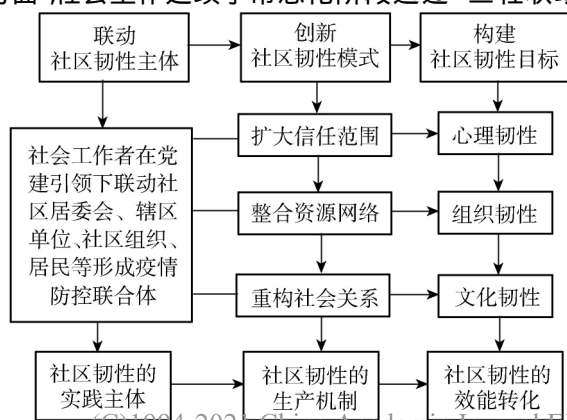 联动
社区韧性主体
创新
社区韧性模式
构建
社区韧性目标
社会工作者在党
建引领下联动社
区居委会、辖区
单位、社区组织、
居民等形成疫情
防控联合体
扩大信任范围
心理韧性
整合资源网络
组织韧性
重构社会关系
文化韧性
社区韧性的
实践主体
社区韧性的
生产机制
社区韧性的
效能转化